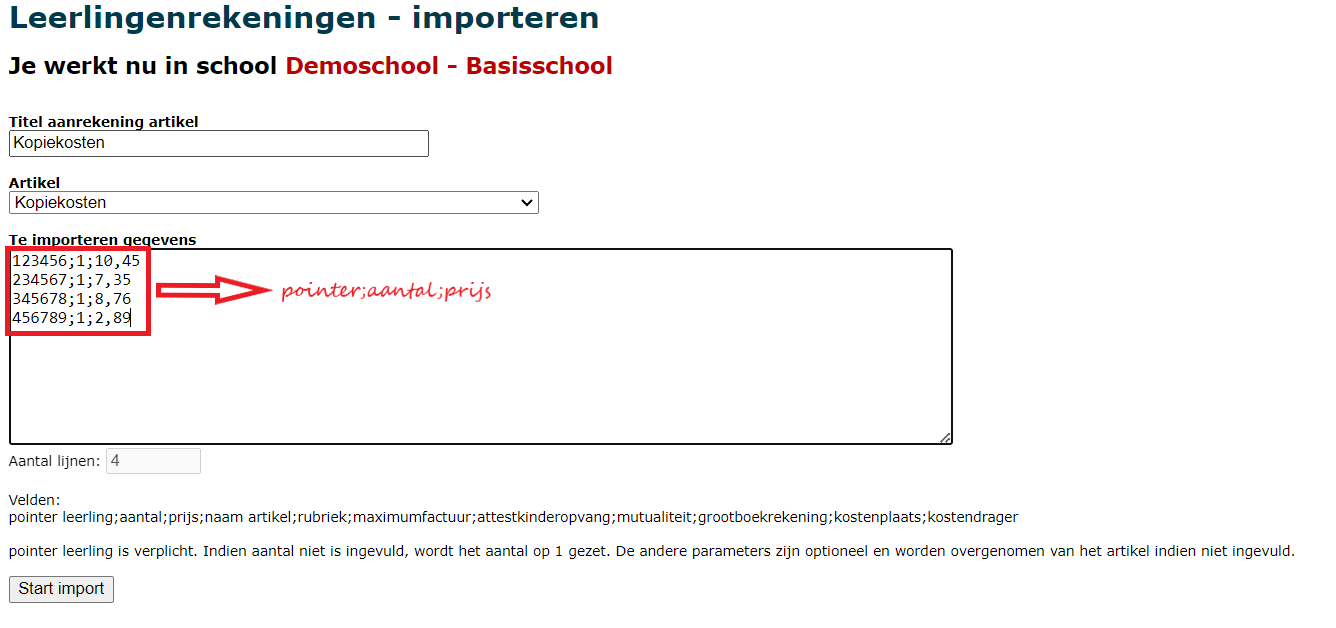 Leerlingenrekeningen - importeren
Je werkt nu in school Demoschool - Basisschool
Titel aanrekening artikel
Kopiekosten
Artikel
Kopiekosten
Te importeren gegevens
123456;1;10,45
234567;1;7,35
345678;1;8,76
456789;1;2,89
pointer;aantal;prijs
Aantal lijnen: 4
Velden:
pointer leerling;aantal;prijs;naam artikel;rubriek;maximumfactuur;attestkinderopvang;mutualiteit;grootboekrekening;kostenplaats;kostendrager
pointer leerling is verplicht. Indien aantal niet is ingevuld, wordt het aantal op 1 gezet. De andere parameters zijn optioneel en worden overgenomen van het artikel indien niet ingevuld.
Start import